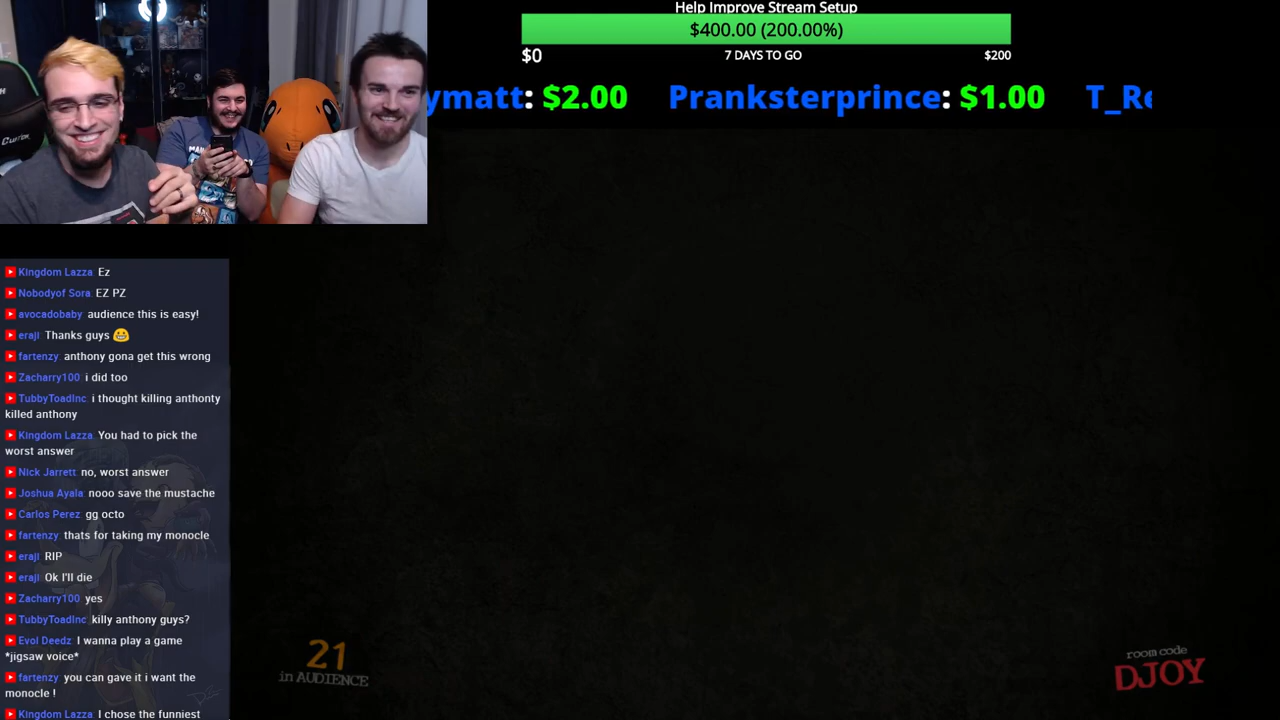 Help Improve Stream Setup
$400.00 (200.00%)
$0 7 DAYS TO GO $200
ymatt: $2.00 Pranksterprince: $1.00 T_R
Kingdom Lazza: Ez
Nobodyof Sora: EZ PZ
avocadobaby: audience this is easy!
eraji: Thanks guys 😀
fartenzy: anthony gona get this wrong
Zacharry100: i did too
TubbyToadInc: i thought killing anthonty
killed anthony
Kingdom Lazza: You had to pick the
worst answer
Nick Jarrett: no, worst answer
Joshua Ayala: nooo save the mustache
Carlos Perez: gg octo
fartenzy: thats for taking my monocle
eraji: RIP
eraji: Ok I'll die
Zacharry100: yes
TubbyToadInc: killy anthony guys?
Evol Deedz: I wanna play a game
*jigsaw voice*
fartenzy: you can gave it i want the
monocle !
Kingdom Lazza: I chose the funniest
21
in AUDIENCE
room code
DJOY